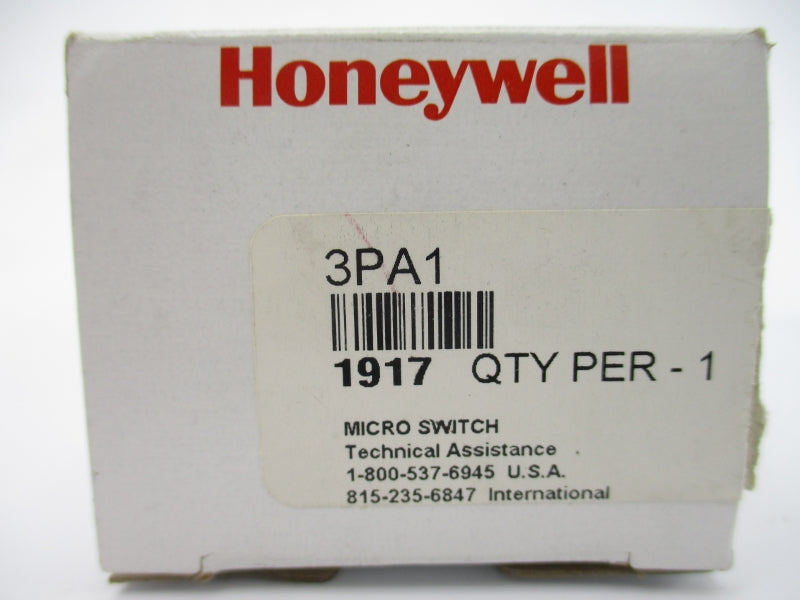 Honeywell
3PA1
1917 QTY PER - 1
MICRO SWITCH
Technical Assistance
1-800-537-6945 U.S.A.
815-235-6847 International